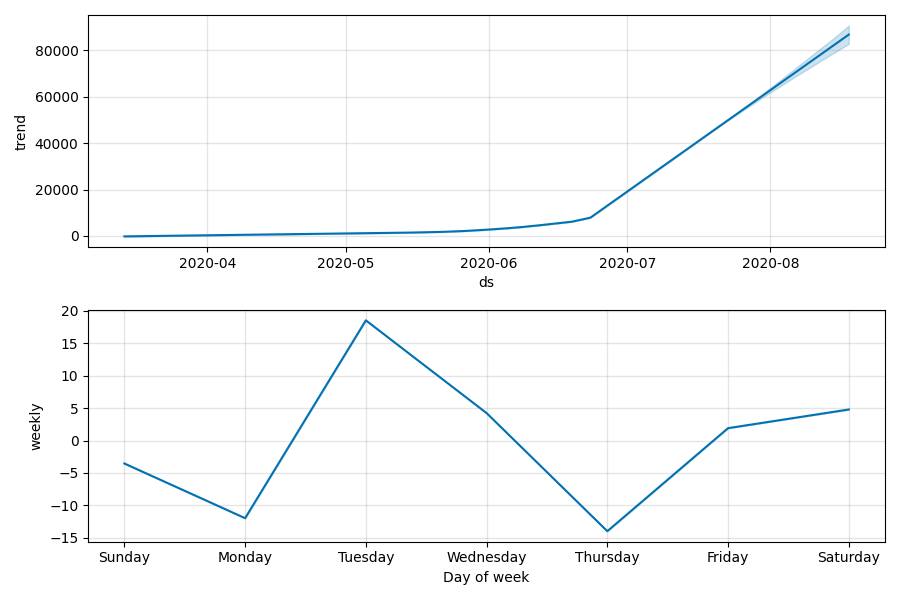 80000
60000
40000
20000
0
trend
2020-04 2020-05 2020-06 2020-07 2020-08
ds
20
15
10
5
0
−5
−10
−15
weekly
Sunday Monday Tuesday Wednesday Thursday Friday Saturday
Day of week